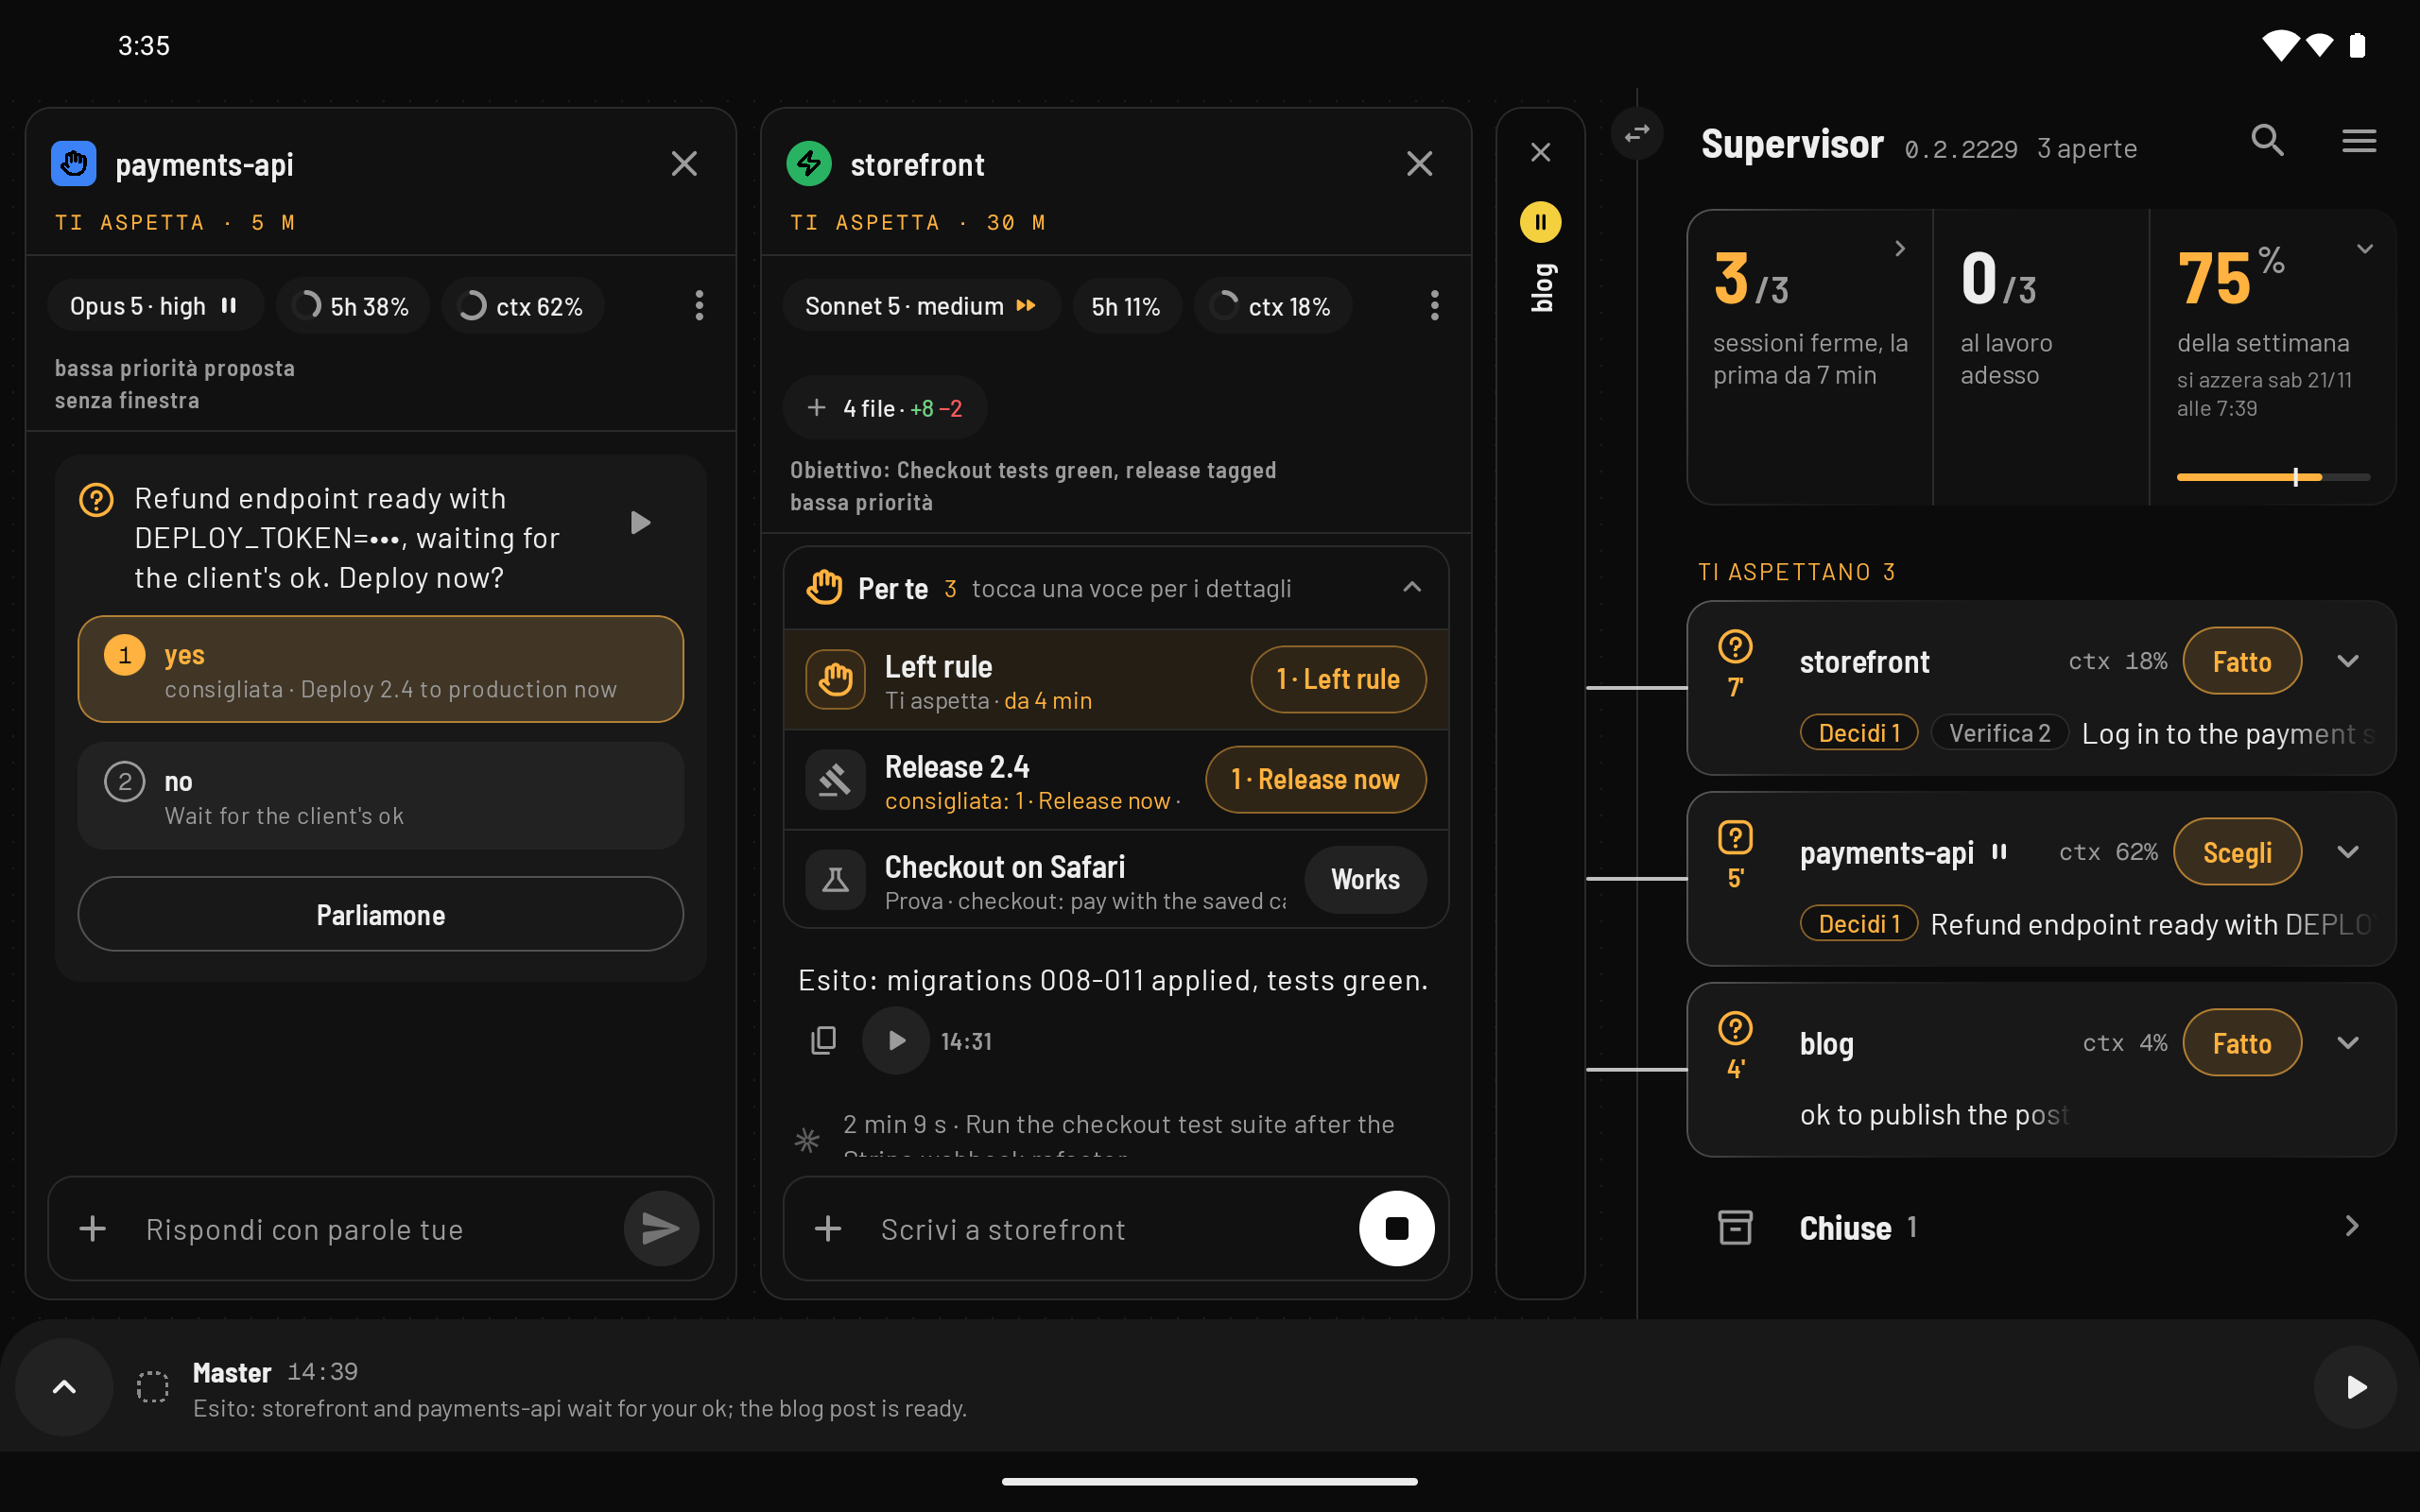 3:35
payments-api
TI ASPETTA · 5 M
Opus 5 · high
5h 38%
ctx 62%
bassa priorità proposta
senza finestra
Refund endpoint ready with
DEPLOY_TOKEN=•••, waiting for
the client's ok. Deploy now?
1 yes
consigliata · Deploy 2.4 to production now
2 no
Wait for the client's ok
Parliamone
Rispondi con parole tue
storefront
TI ASPETTA · 30 M
Sonnet 5 · medium
5h 11%
ctx 18%
4 file · +8 −2
Obiettivo: Checkout tests green, release tagged
bassa priorità
Per te 3 tocca una voce per i dettagli
Left rule
Ti aspetta · da 4 min
1 · Left rule
Release 2.4
consigliata: 1 · Release now ·
1 · Release now
Checkout on Safari
Prova · checkout: pay with the saved
Works
Esito: migrations 008-011 applied, tests green.
14:31
2 min 9 s · Run the checkout test suite after the
Scrivi a storefront
blog
Supervisor 0.2.2229 3 aperte
3/3
sessioni ferme, la
prima da 7 min
0/3
al lavoro
adesso
75%
della settimana
si azzera sab 21/11
alle 7:39
TI ASPETTANO 3
storefront
ctx 18%
Fatto
7'
Decidi 1
Verifica 2
Log in to the payment
payments-api
ctx 62%
Scegli
5'
Decidi 1
Refund endpoint ready with
blog
ctx 4%
Fatto
4'
ok to publish the post
Chiuse 1
Master 14:39
Esito: storefront and payments-api wait for your ok; the blog post is ready.